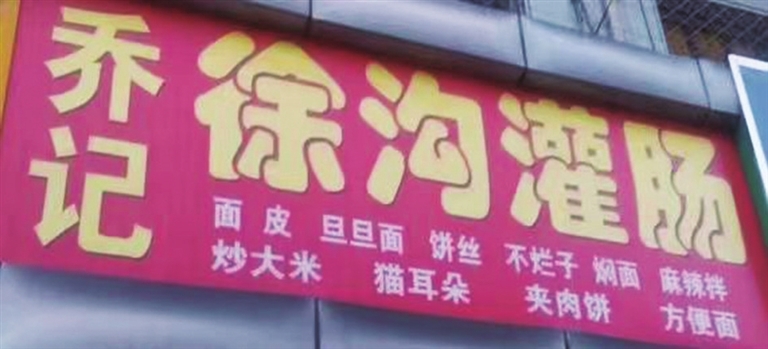 乔记
徐沟灌肠
面皮 旦旦面 饼丝 不烂子 焖面 麻辣拌
炒大米 猫耳朵 夹肉饼 方便面